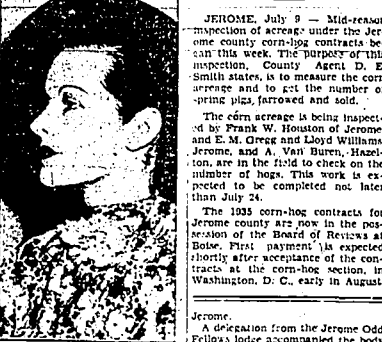 JEROME, July 9 — Mid-season
inspection of acreage under the Jer-
ome county corn-hog contracts be-
gan this week. The purpose of this
inspection, County Agent D. E
Smith states, is to measure the corn
acreage and to get the number of
spring pigs, farrowed and sold.
The corn acreage is being inspect-
ed by Frank W. Houston of Jerome
and E. M. Gregg and Lloyd Williams
Jerome, and A. Van Buren, Hazel-
ton, are in the field to check on the
number of hogs. This work is ex-
pected to be completed not later
than July 24.
The 1935 corn-hog contracts for
Jerome county are now in the pos-
session of the Board of Reviews at
Boise. First payment is expected
shortly after acceptance of the con-
tracts at the corn-hog section, in
Washington, D. C., early in August
Jerome.
A delegation from the Jerome Odd
Fellows lodge accompanied the body